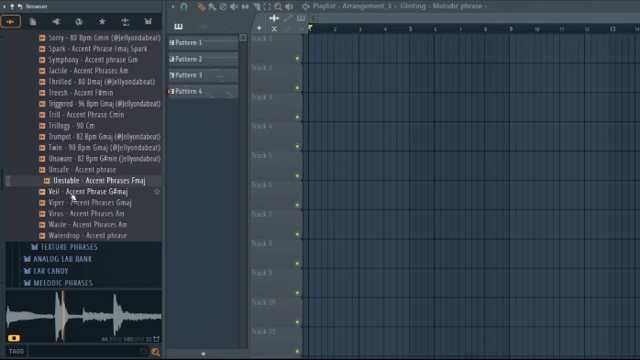 Browser
Playlist - Arrangement_3 › Glinting - Melodic phrase ›
Sorry - 80 Bpm Gmin (@Jellyondabeat)
Spark - Accent Phrase Fmaj Spark
Symphony - Accent phrase Gm
Tactile - Accent Phrases Am
Thrilled - 80 Dmaj (@Jellyondabeat)
Treesh - Accent F#min
Triggered - 96 Bpm Gmaj (@Jellyondabeat)
Trill - Accent Phrase Cmin
Trillogy - 90 Cm
Trumpet - 82 Bpm Gmaj (@Jellyondabeat)
Twin - 90 Bpm Gmaj (@Jellyondabeat)
Unaware - 82 Bpm G#min (@Jellyondabeat)
Unsafe - Accent phrase
Unstable - Accent Phrases Fmaj
Veil - Accent Phrase G#maj
Viper - Accent Phrases Gmaj
Virus - Accent Phrases Am
Waste - Accent Phrases Am
Waterdrop - Accent phrase
TEXTURE PHRASES
ANALOG LAB BANK
EAR CANDY
MELODIC PHRASES
TAGS
Pattern 1
Pattern 2
Pattern 3
Pattern 4
2
3
4
5
6
7
8
9
10
11
12
13
14
Track 1
Track 2
Track 3
Track 4
Track 5
Track 6
Track 7
Track 8
Track 9
Track 10
Track 11